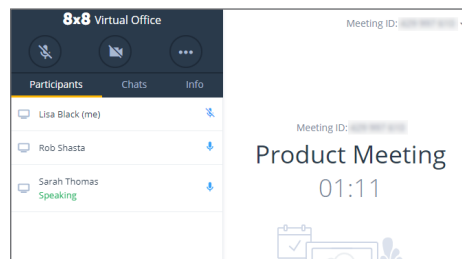 8x8 Virtual Office
Participants Chats Info
Lisa Black (me)
Rob Shasta
Sarah Thomas
Speaking
Meeting ID:
Meeting ID:
Product Meeting
01:11